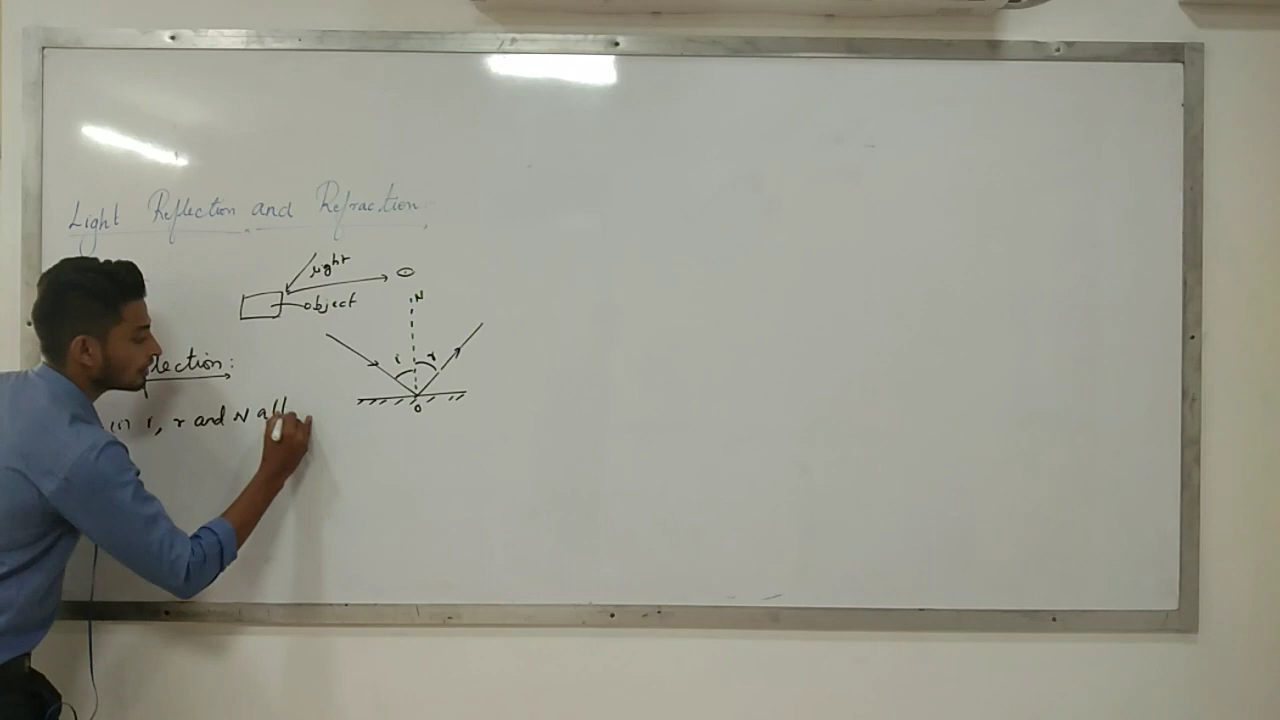 Light Reflection and Refraction
light
object
N
i r
lection:
O
(i) i, r and N all